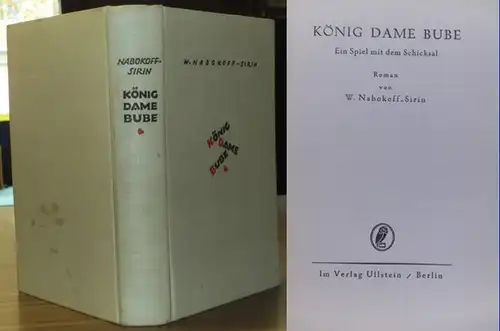 NABOKOFF-
SIRIN
KÖNIG
DAME
BUBE
W. NABOKOFF-SIRIN
KÖNIG
DAME
BUBE
KÖNIG DAME BUBE
Ein Spiel mit dem Schicksal
Roman
von
W. Nabokoff-Sirin
Im Verlag Ullstein / Berlin